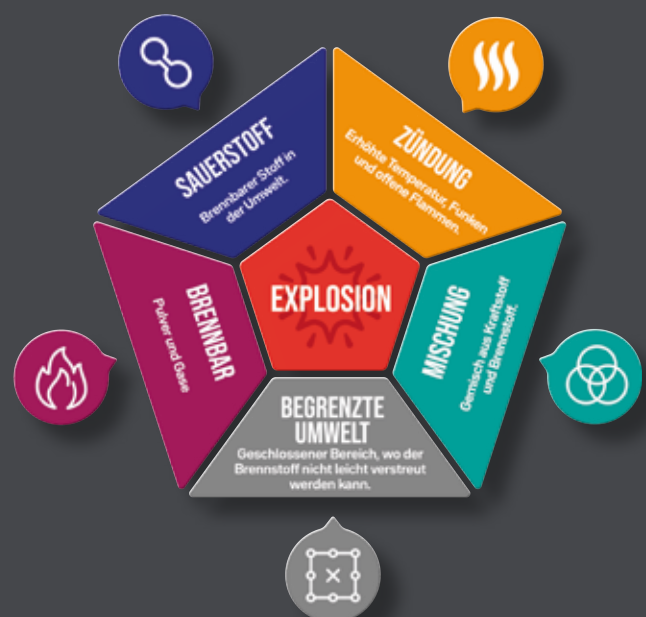 SAUERSTOFF
Brennbarer Stoff in
der Umwelt.
ZÜNDUNG
Erhöhte Temperatur, Funken
und offene Flammen.
BRENNBAR
Pulver und Gase
EXPLOSION
MISCHUNG
Gemisch aus Kraftstoff
und Brennstoff.
BEGRENZTE
UMWELT
Geschlossener Bereich, wo der
Brennstoff nicht leicht verstreut
werden kann.